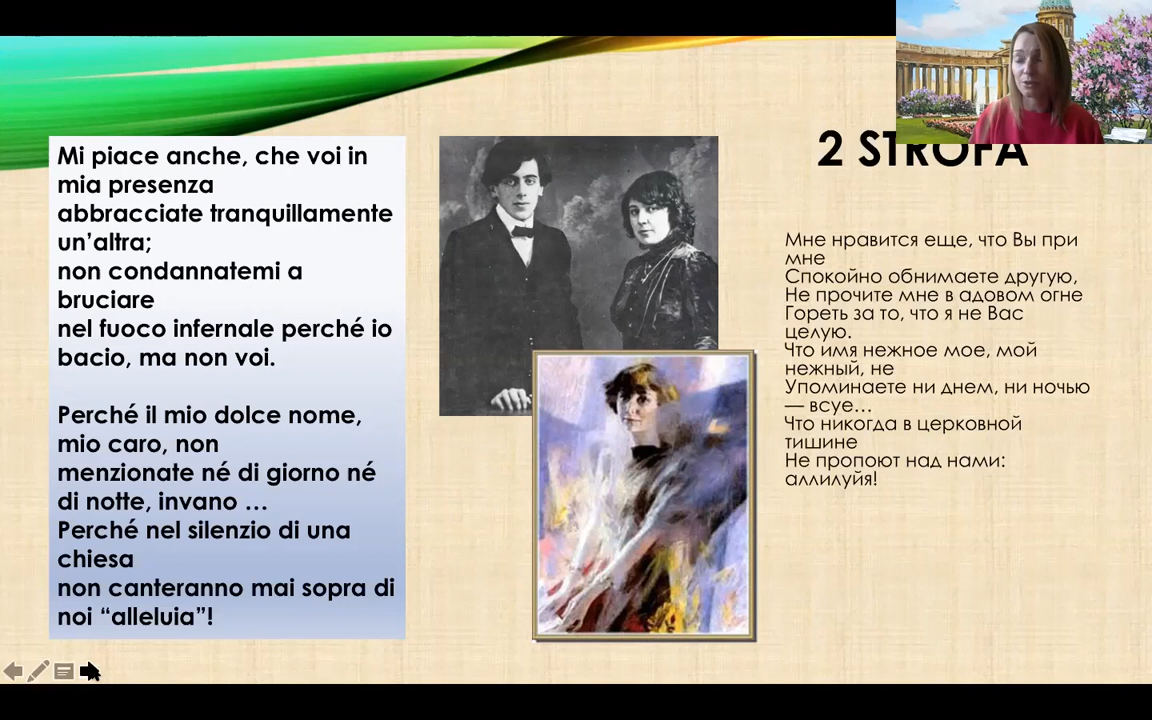 Mi piace anche, che voi in
mia presenza
abbracciate tranquillamente
un’altra;
non condannatemi a
bruciare
nel fuoco infernale perché io
bacio, ma non voi.
Perché il mio dolce nome,
mio caro, non
menzionate né di giorno né
di notte, invano …
Perché nel silenzio di una
chiesa
non canteranno mai sopra di
noi “alleluia”!
2 STROFA
Мне нравится еще, что Вы при
мне
Спокойно обнимаете другую,
Не прочите мне в адовом огне
Гореть за то, что я не Вас
целую.
Что имя нежное мое, мой
нежный, не
Упоминаете ни днем, ни ночью
— всуе…
Что никогда в церковной
тишине
Не пропоют над нами:
аллилуйя!